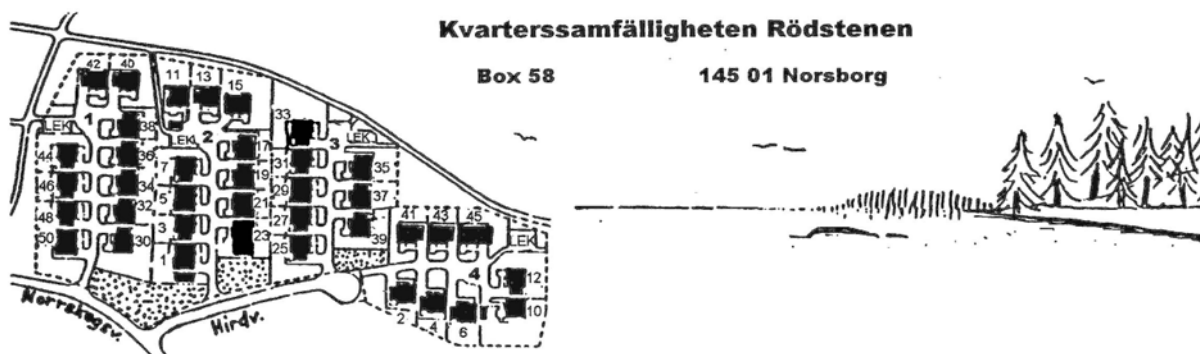 Kvarterssamfälligheten Rödstenen
Box 58 145 01 Norsborg
42 40
11 13 15
33
1
LEK
38
LEK
2
LEK
3
44
36
7
17
31
35
46
34
5
19
29
37
48
32
3
21
27
39
50
30
1
23
25
41 43 45
LEK
4
12
10
2 4 6
Norrskogsv.
Hirdv.